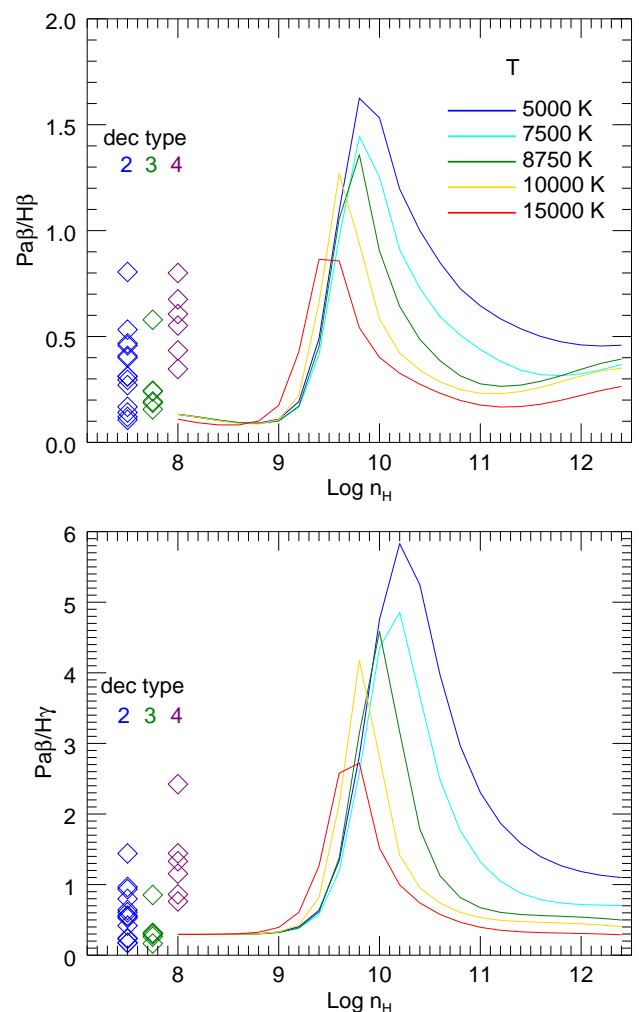 2.0
1.5
1.0
0.5
0.0
Paβ/Hβ
dec type
2 3 4
T
5000 K
7500 K
8750 K
10000 K
15000 K
8 9 10 11 12
Log n_H
6
5
4
3
2
1
0
Paβ/Hγ
dec type
2 3 4
8 9 10 11 12
Log n_H